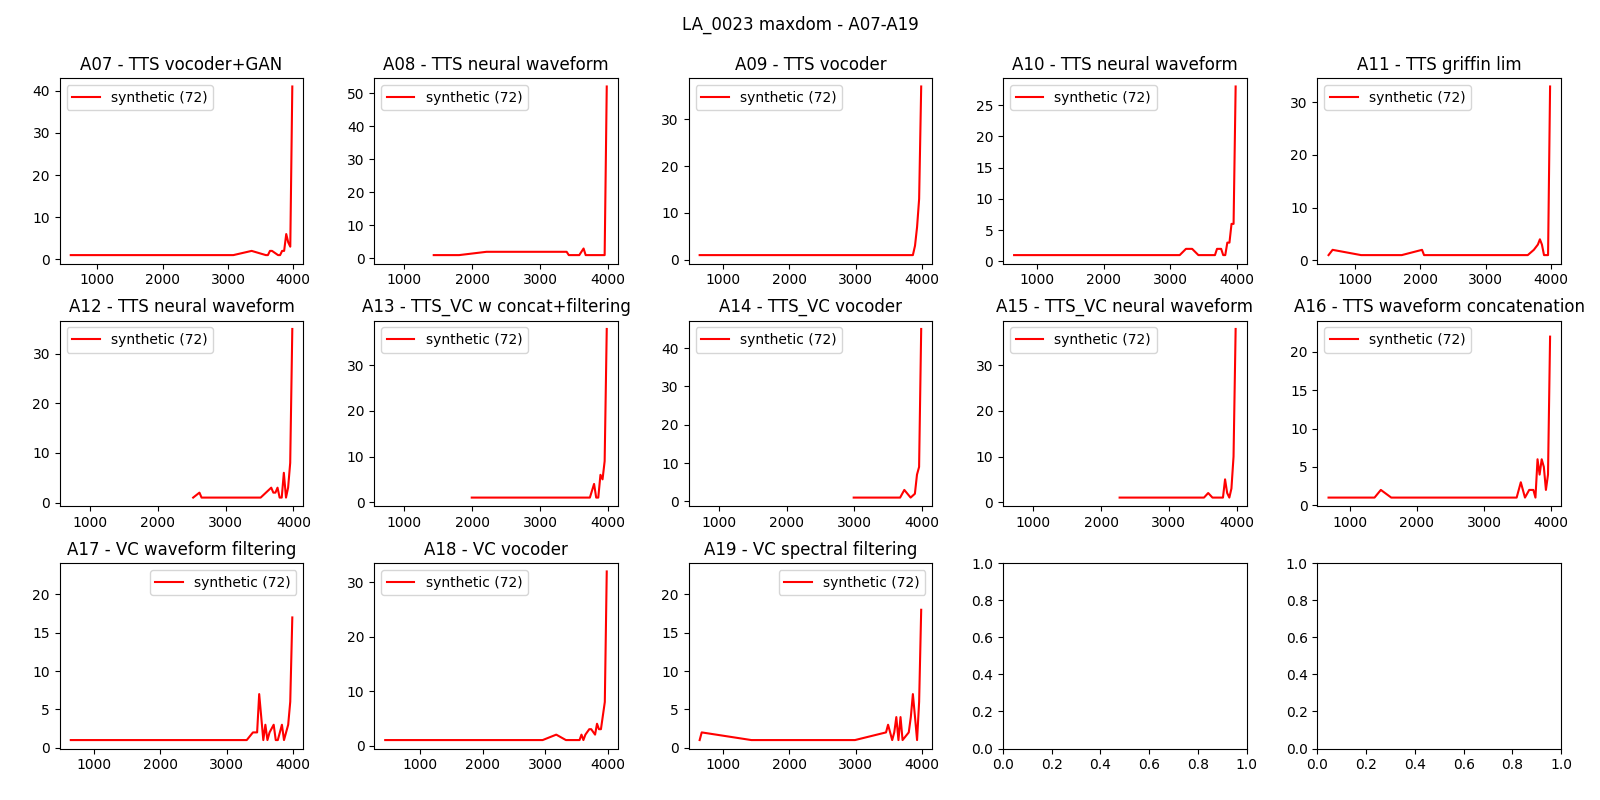 LA_0023 maxdom - A07-A19
A07 - TTS vocoder+GAN
synthetic (72)
40
30
20
10
0
1000 2000 3000 4000
A08 - TTS neural waveform
synthetic (72)
50
40
30
20
10
0
1000 2000 3000 4000
A09 - TTS vocoder
synthetic (72)
30
20
10
0
1000 2000 3000 4000
A10 - TTS neural waveform
synthetic (72)
25
20
15
10
5
0
1000 2000 3000 4000
A11 - TTS griffin lim
synthetic (72)
30
20
10
0
1000 2000 3000 4000
A12 - TTS neural waveform
synthetic (72)
30
20
10
0
1000 2000 3000 4000
A13 - TTS_VC w concat+filtering
synthetic (72)
30
20
10
0
1000 2000 3000 4000
A14 - TTS_VC vocoder
synthetic (72)
40
30
20
10
0
1000 2000 3000 4000
A15 - TTS_VC neural waveform
synthetic (72)
30
20
10
0
1000 2000 3000 4000
A16 - TTS waveform concatenation
synthetic (72)
20
15
10
5
0
1000 2000 3000 4000
A17 - VC waveform filtering
synthetic (72)
20
15
10
5
0
1000 2000 3000 4000
A18 - VC vocoder
synthetic (72)
30
20
10
0
1000 2000 3000 4000
A19 - VC spectral filtering
synthetic (72)
20
15
10
5
0
1000 2000 3000 4000
1.0
0.8
0.6
0.4
0.2
0.0
0.0 0.2 0.4 0.6 0.8 1.0
1.0
0.8
0.6
0.4
0.2
0.0
0.0 0.2 0.4 0.6 0.8 1.0